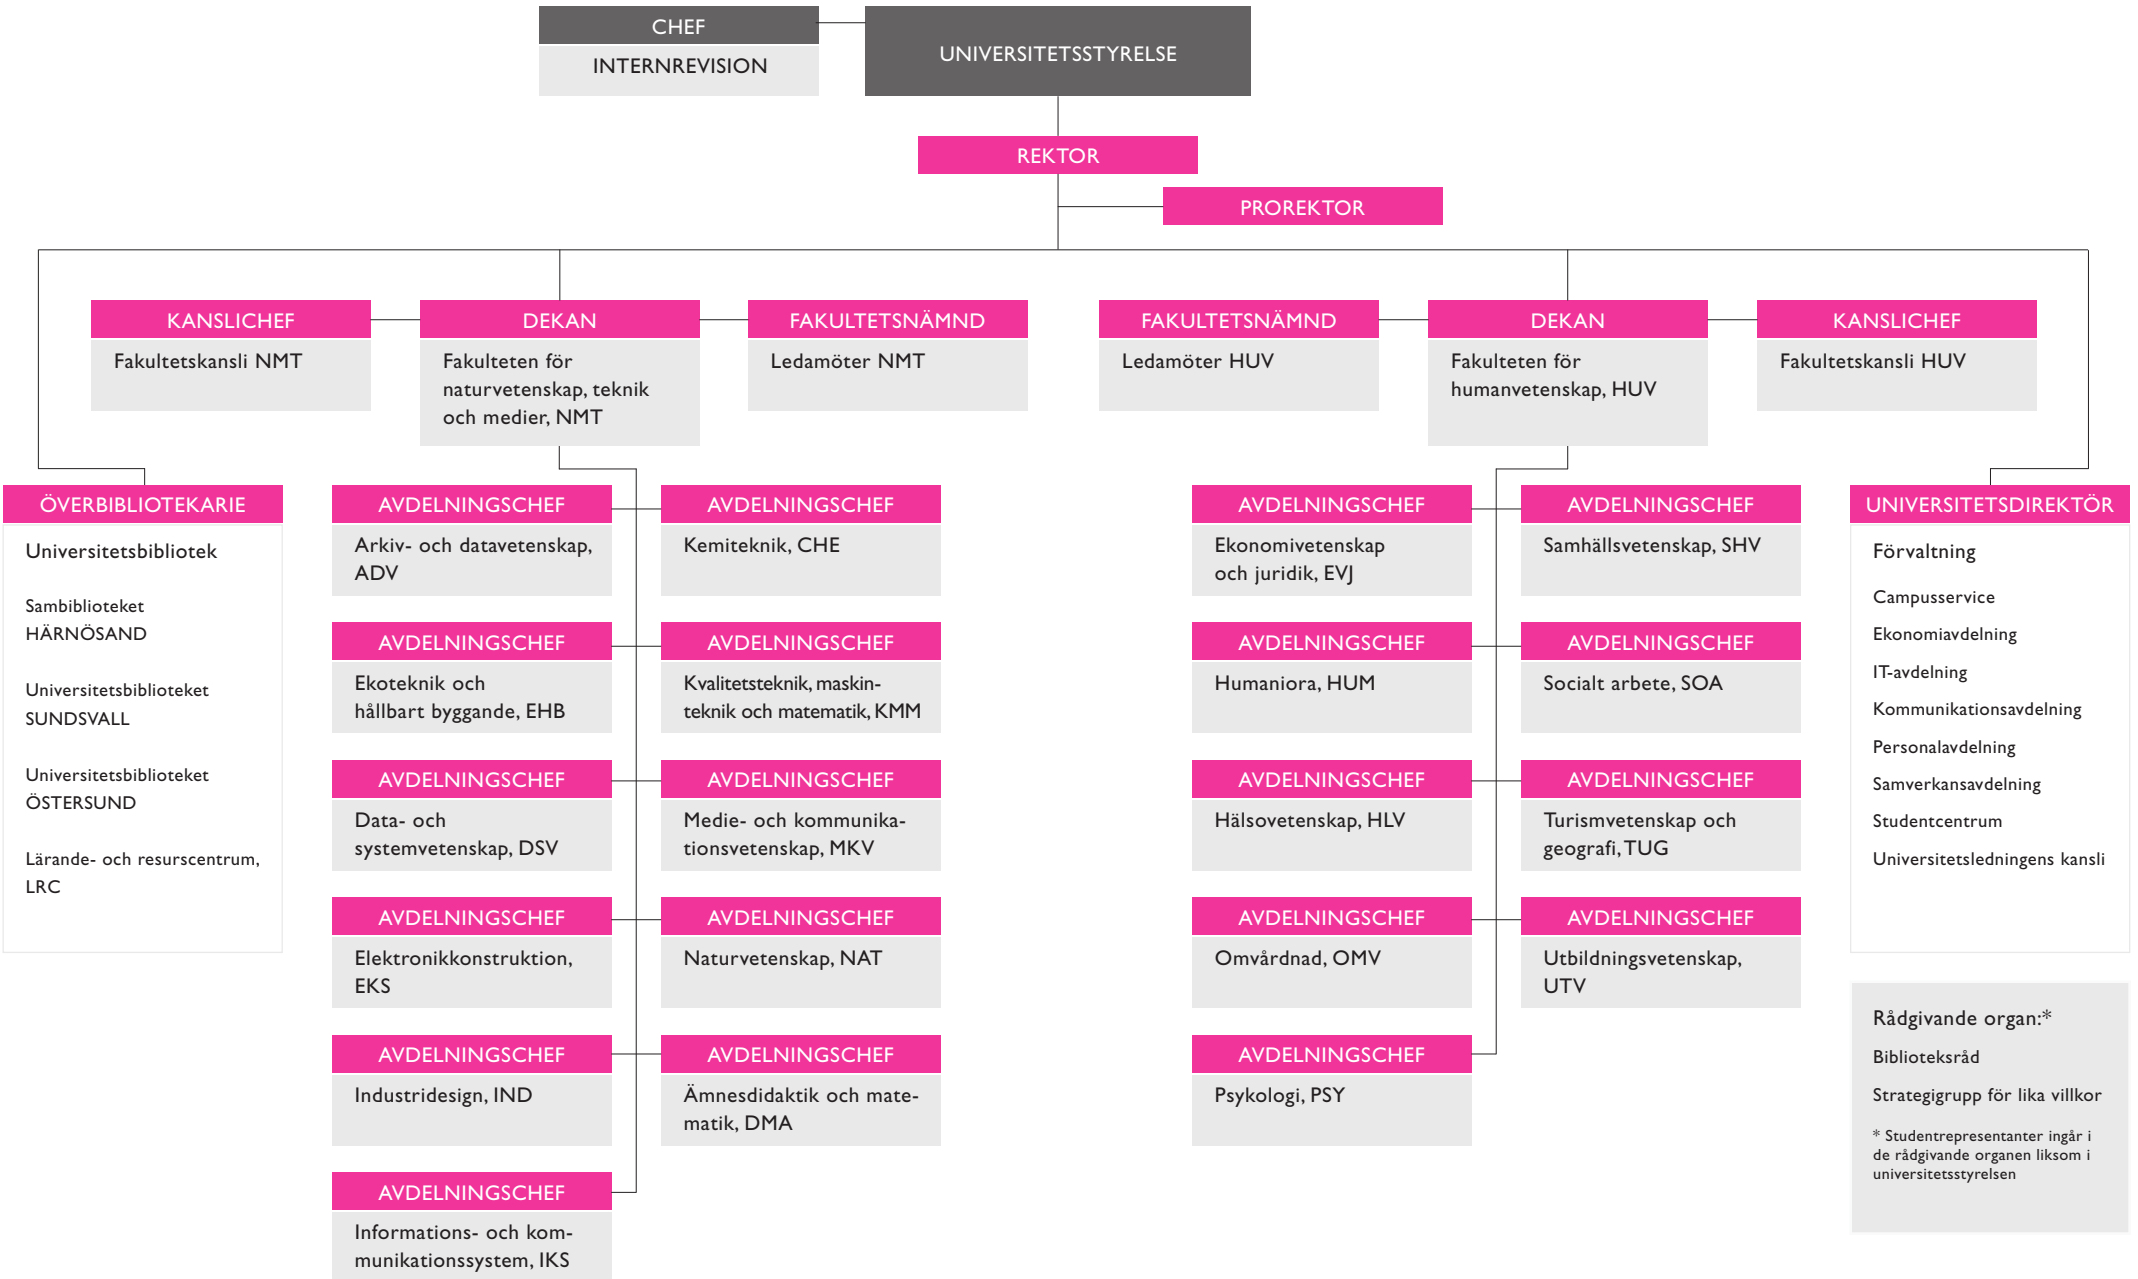 CHEF
INTERNREVISION
UNIVERSITETSSTYRELSE
REKTOR
PROREKTOR
KANSLICHEF
Fakultetskansli NMT
DEKAN
Fakulteten för
naturvetenskap, teknik
och medier, NMT
FAKULTETSNÄMND
Ledamöter NMT
FAKULTETSNÄMND
Ledamöter HUV
DEKAN
Fakulteten för
humanvetenskap, HUV
KANSLICHEF
Fakultetskansli HUV
ÖVERBIBLIOTEKARIE
Universitetsbibliotek
Sambiblioteket
HÄRNÖSAND
Universitetsbiblioteket
SUNDSVALL
Universitetsbiblioteket
ÖSTERSUND
Lärande- och resurscentrum,
LRC
AVDELNINGSCHEF
Arkiv- och datavetenskap,
ADV
AVDELNINGSCHEF
Kemiteknik, CHE
AVDELNINGSCHEF
Ekoteknik och
hållbart byggande, EHB
AVDELNINGSCHEF
Kvalitetsteknik, maskin-
teknik och matematik, KMM
AVDELNINGSCHEF
Data- och
systemvetenskap, DSV
AVDELNINGSCHEF
Medie- och kommunika-
tionsvetenskap, MKV
AVDELNINGSCHEF
Elektronikkonstruktion,
EKS
AVDELNINGSCHEF
Naturvetenskap, NAT
AVDELNINGSCHEF
Industridesign, IND
AVDELNINGSCHEF
Ämnesdidaktik och mate-
matik, DMA
AVDELNINGSCHEF
Informations- och kom-
munikationssystem, IKS
AVDELNINGSCHEF
Ekonomivetenskap
och juridik, EVJ
AVDELNINGSCHEF
Samhällsvetenskap, SHV
AVDELNINGSCHEF
Humaniora, HUM
AVDELNINGSCHEF
Socialt arbete, SOA
AVDELNINGSCHEF
Hälsovetenskap, HLV
AVDELNINGSCHEF
Turismvetenskap och
geografi, TUG
AVDELNINGSCHEF
Omvårdnad, OMV
AVDELNINGSCHEF
Utbildningsvetenskap,
UTV
AVDELNINGSCHEF
Psykologi, PSY
UNIVERSITETSDIREKTÖR
Förvaltning
Campusservice
Ekonomiavdelning
IT-avdelning
Kommunikationsavdelning
Personalavdelning
Samverkansavdelning
Studentcentrum
Universitetsledningens kansli
Rådgivande organ:*
Biblioteksråd
Strategigrupp för lika villkor
* Studentrepresentanter ingår i
de rådgivande organen liksom i
universitetsstyrelsen